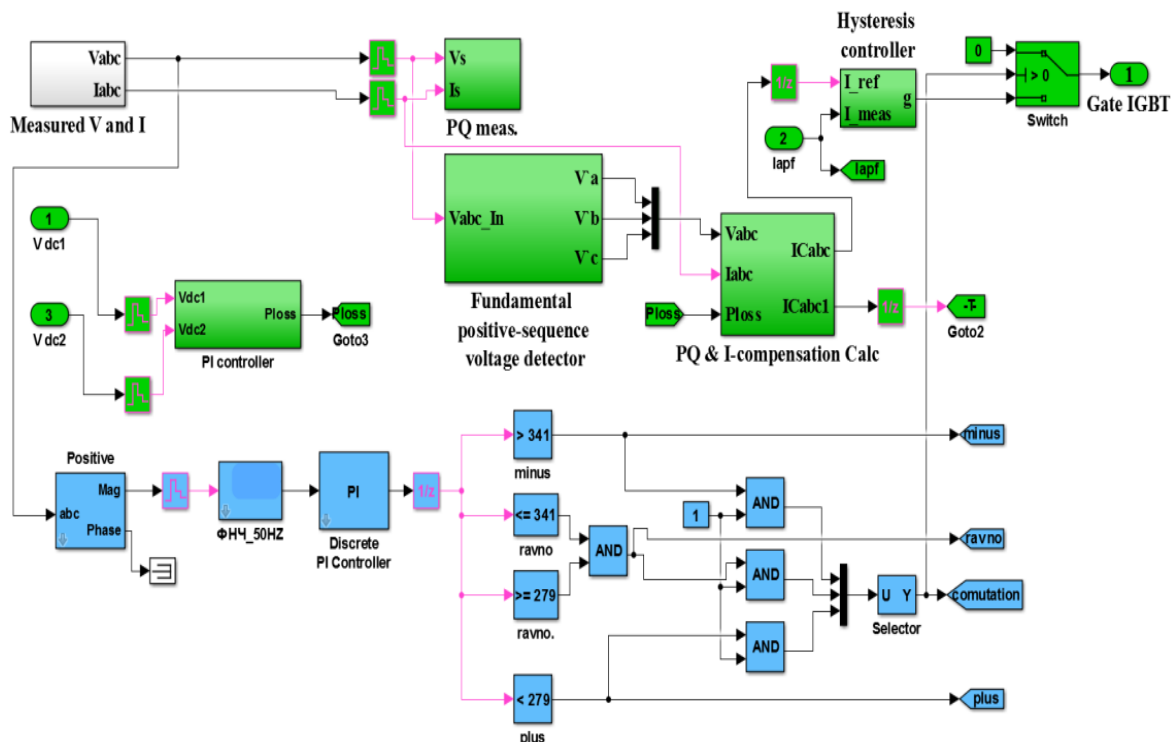 Vabc
Iabc
Measured V and I
Vs
Is
PQ meas.
Hysteresis
controller
1/z
I_ref
I_meas
g
0
> 0
Switch
1
Gate IGBT
2
Iapf
Iapf
Vabc_In
V`a
V`b
V`c
Fundamental
positive-sequence
voltage detector
Vabc
Iabc
Ploss
ICabc
ICabc1
PQ & I-compensation Calc
Ploss
1/z
-T-
Goto2
1
V dc1
3
V dc2
Vdc1
Vdc2
Ploss
PI controller
Ploss
Goto3
Positive
abc
Mag
Phase
ФНЧ_50HZ
PI
Discrete
PI Controller
1/z
> 341
minus
<= 341
ravno
>= 279
ravno.
< 279
plus
AND
1
AND
AND
AND
U Y
Selector
minus
ravno
comutation
plus